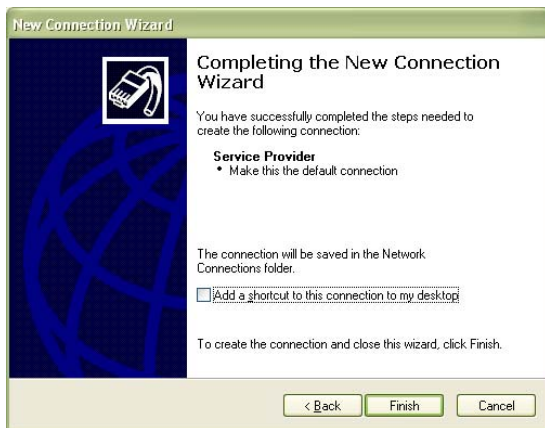 New Connection Wizard
Completing the New Connection
Wizard
You have successfully completed the steps needed to
create the following connection:
Service Provider
• Make this the default connection
The connection will be saved in the Network
Connections folder.
Add a shortcut to this connection to my desktop
To create the connection and close this wizard, click Finish.
< Back Finish Cancel